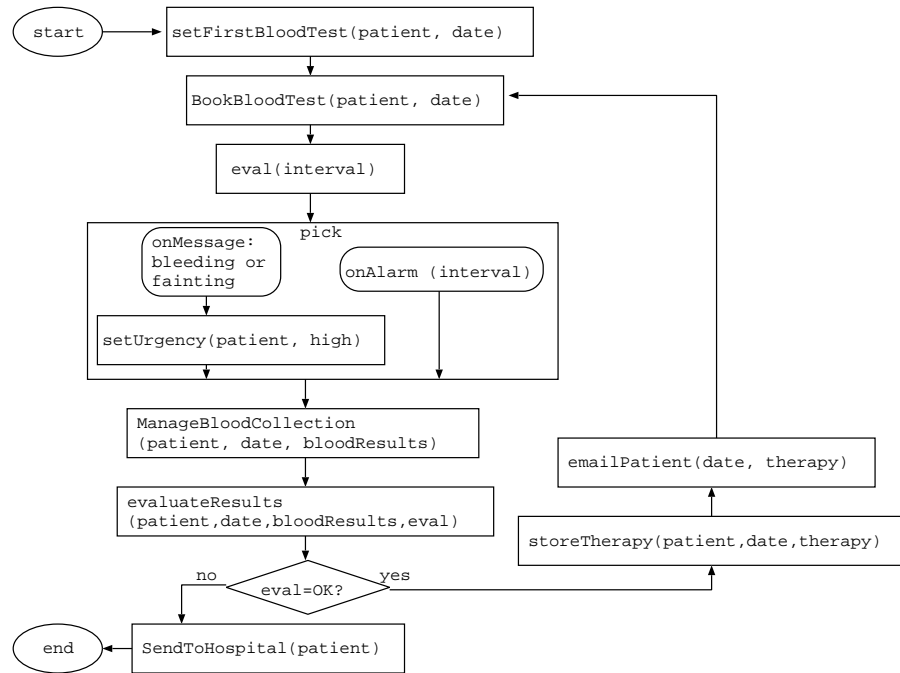 start
setFirstBloodTest(patient, date)
BookBloodTest(patient, date)
eval(interval)
pick
onMessage:
bleeding or
fainting
onAlarm (interval)
setUrgency(patient, high)
ManageBloodCollection
(patient, date, bloodResults)
emailPatient(date, therapy)
evaluateResults
(patient,date,bloodResults,eval)
storeTherapy(patient,date,therapy)
no
eval=OK?
yes
end
SendToHospital(patient)